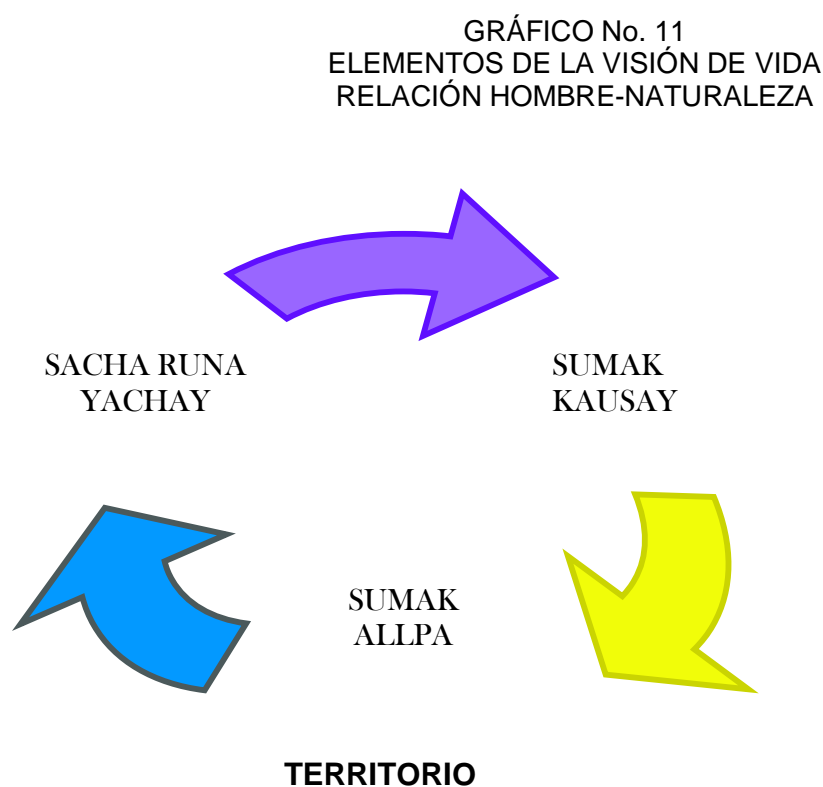 GRÁFICO No. 11
ELEMENTOS DE LA VISIÓN DE VIDA
RELACIÓN HOMBRE-NATURALEZA
SACHA RUNA
YACHAY
SUMAK
KAUSAY
SUMAK
ALLPA
TERRITORIO